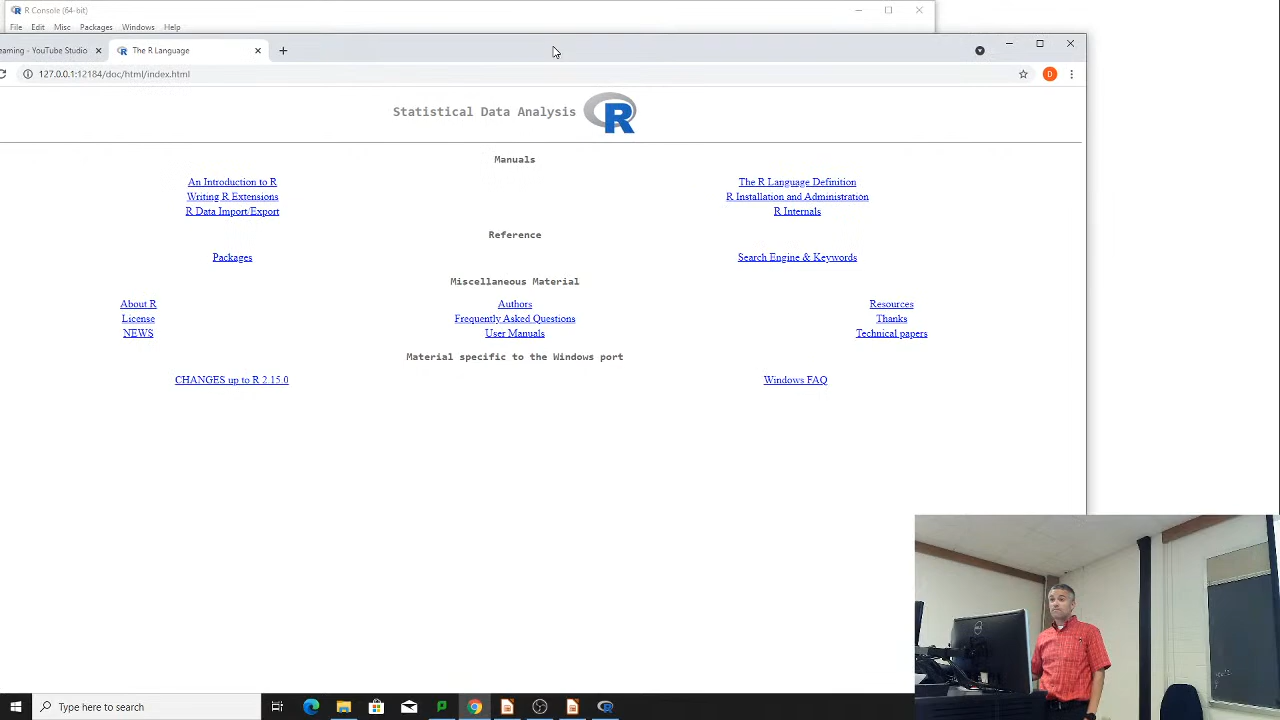 R Console (64-bit)
File Edit Misc Packages Windows Help
eaming - YouTube Studio The R Language
127.0.0.1:12184/doc/html/index.html D
Statistical Data Analysis R
Manuals
An Introduction to R The R Language Definition
Writing R Extensions R Installation and Administration
R Data Import/Export R Internals
Reference
Packages Search Engine & Keywords
Miscellaneous Material
About R Authors Resources
License Frequently Asked Questions Thanks
NEWS User Manuals Technical papers
Material specific to the Windows port
CHANGES up to R 2.15.0 Windows FAQ
Type here to search